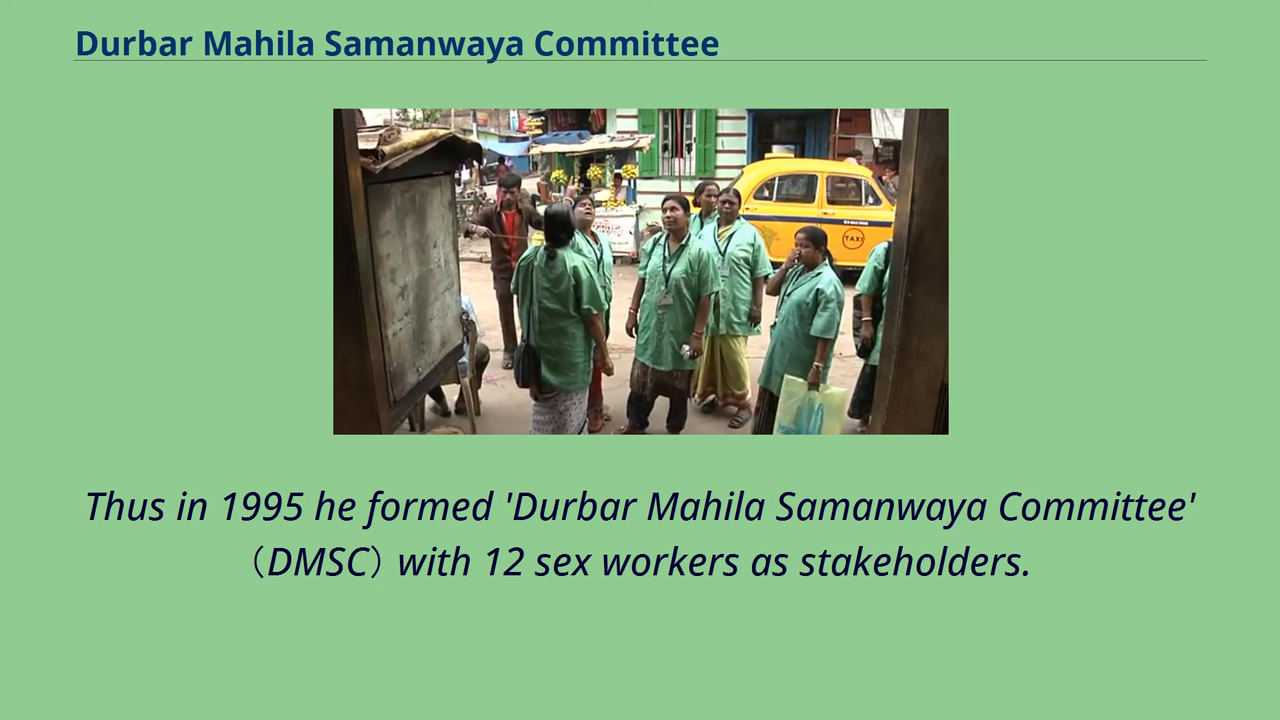 Durbar Mahila Samanwaya Committee
TAXI
Thus in 1995 he formed 'Durbar Mahila Samanwaya Committee'
（DMSC）with 12 sex workers as stakeholders.